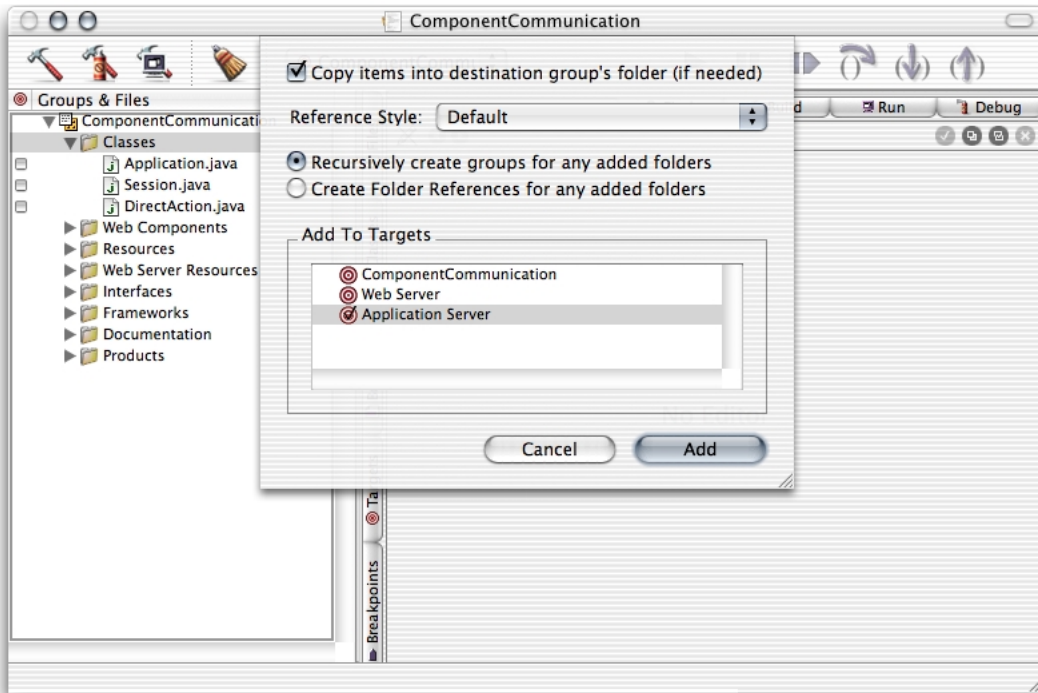 ComponentCommunication
Copy items into destination group's folder (if needed)
Groups & Files
Run
Debug
ComponentCommunicati
Reference Style: Default
Classes
Application.java
Session.java
DirectAction.java
Web Components
Resources
Web Server Resources
Interfaces
Frameworks
Documentation
Products
Recursively create groups for any added folders
Create Folder References for any added folders
Add To Targets
ComponentCommunication
Web Server
Application Server
Cancel
Add
Breakpoints